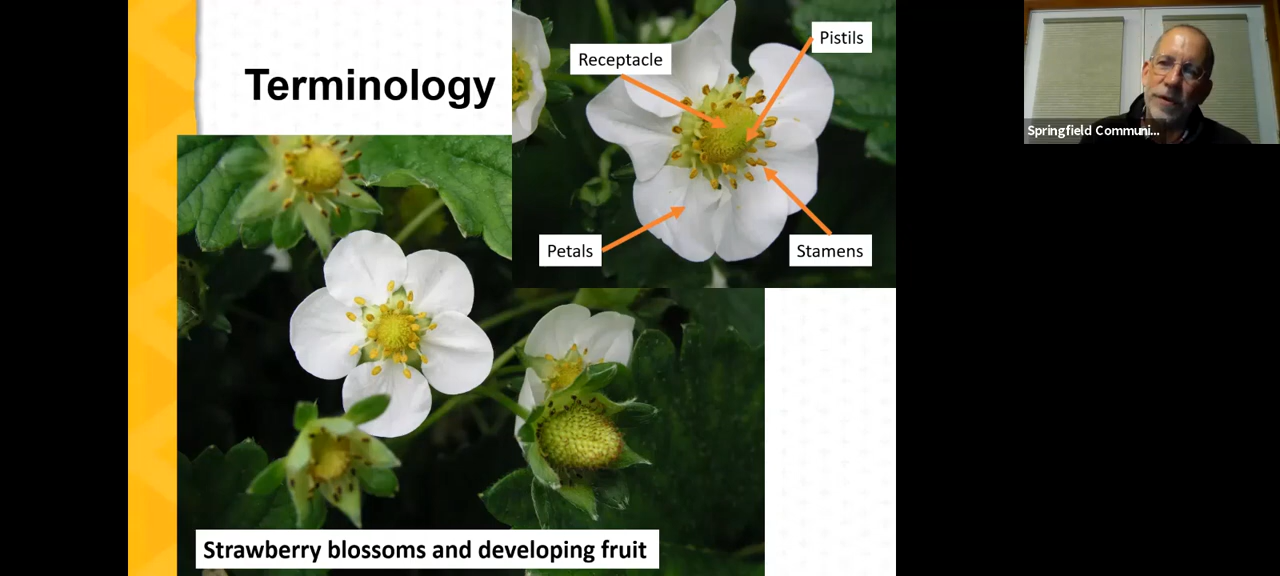 Terminology
Receptacle
Pistils
Petals
Stamens
Strawberry blossoms and developing fruit
Springfield Communi...